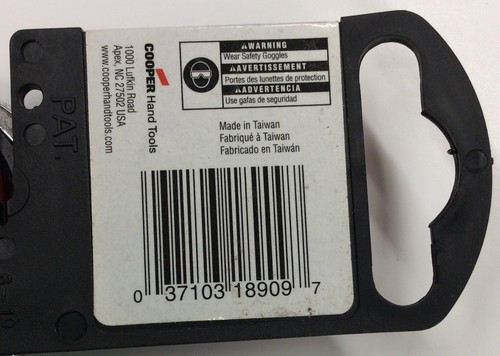 COOPER Hand Tools
1000 Lufkin Road
Apex, NC 27502 USA
www.cooperhandtools.com
WARNING
Wear Safety Goggles
AVERTISSEMENT
Portes des lunettes de protection
ADVERTENCIA
Use gafas de seguridad
Made in Taiwan
Fabriqué à Taiwan
Fabricado en Taiwán
0 37103 18909 7
PAT.